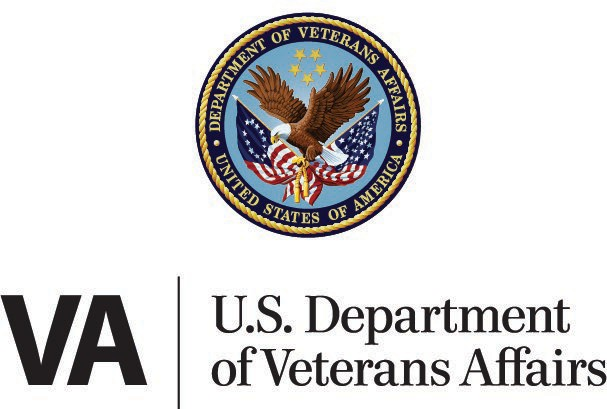 DEPARTMENT OF VETERANS AFFAIRS
UNITED STATES OF AMERICA
VA
U.S. Department
of Veterans Affairs